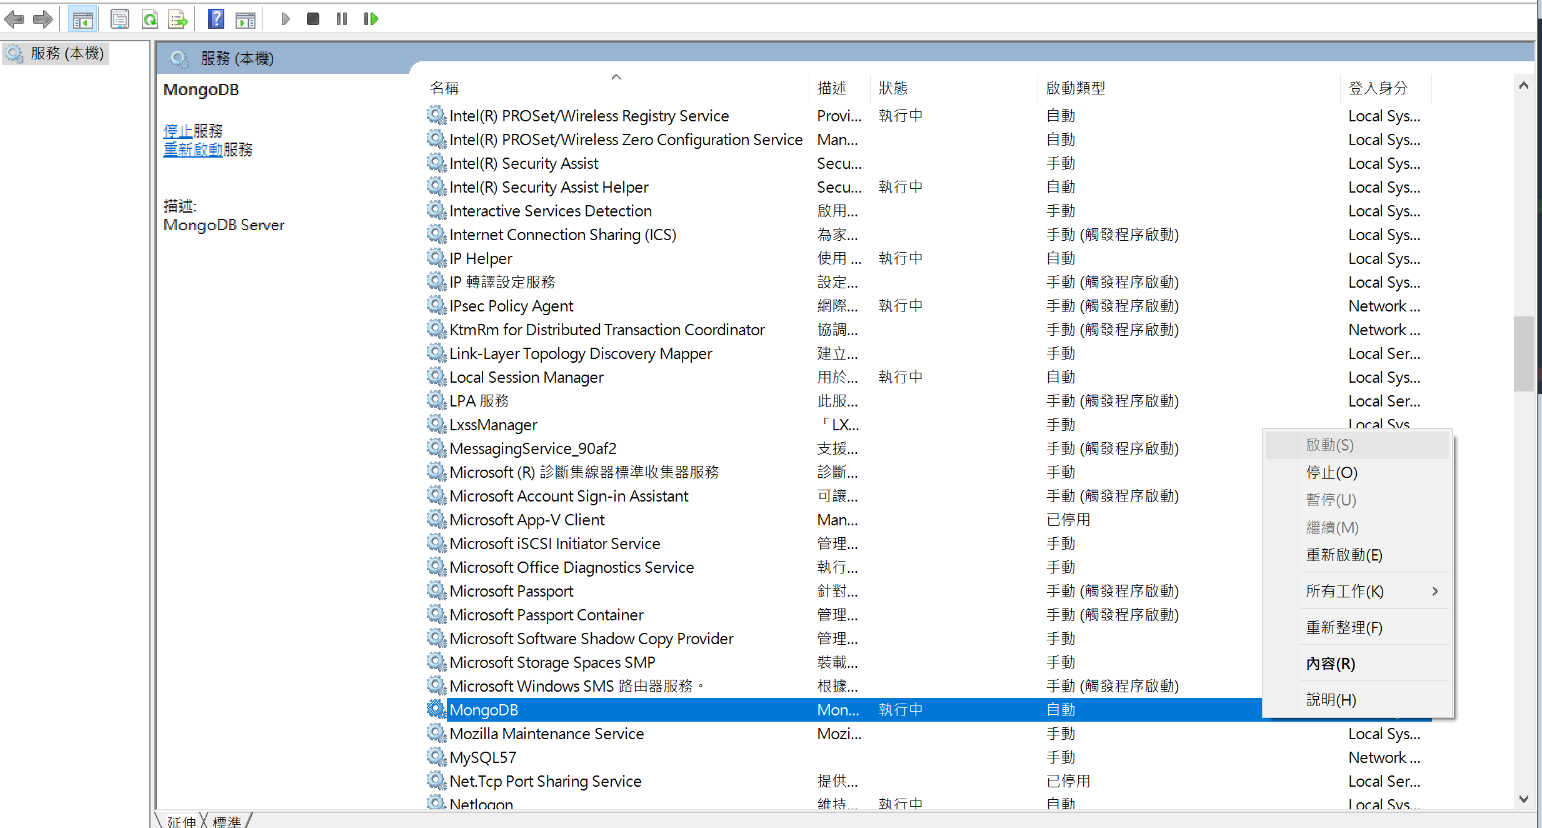 服務 (本機)
服務 (本機)
MongoDB
停止服務
重新啟動服務
描述:
MongoDB Server
名稱 描述 狀態 啟動類型 登入身分
Intel(R) PROSet/Wireless Registry Service Provi... 執行中 自動 Local Sys...
Intel(R) PROSet/Wireless Zero Configuration Service Man... 自動 Local Sys...
Intel(R) Security Assist Secu... 手動 Local Sys...
Intel(R) Security Assist Helper Secu... 執行中 自動 Local Sys...
Interactive Services Detection 啟用... 手動 Local Sys...
Internet Connection Sharing (ICS) 為家... 手動 (觸發程序啟動) Local Sys...
IP Helper 使用 ... 執行中 自動 Local Sys...
IP 轉譯設定服務 設定... 手動 (觸發程序啟動) Local Sys...
IPsec Policy Agent 網際... 執行中 手動 (觸發程序啟動) Network ...
KtmRm for Distributed Transaction Coordinator 協調... 手動 (觸發程序啟動) Network ...
Link-Layer Topology Discovery Mapper 建立... 手動 Local Ser...
Local Session Manager 用於... 執行中 自動 Local Sys...
LPA 服務 此服... 手動 (觸發程序啟動) Local Ser...
LxssManager 「LX... 手動 Local Sys
MessagingService_90af2 支援... 手動 (觸發程序啟動)
Microsoft (R) 診斷集線器標準收集器服務 診斷... 手動
Microsoft Account Sign-in Assistant 可讓... 手動 (觸發程序啟動)
Microsoft App-V Client Man... 已停用
Microsoft iSCSI Initiator Service 管理... 手動
Microsoft Office Diagnostics Service 執行... 手動
Microsoft Passport 針對... 手動 (觸發程序啟動)
Microsoft Passport Container 管理... 手動 (觸發程序啟動)
Microsoft Software Shadow Copy Provider 管理... 手動
Microsoft Storage Spaces SMP 裝載... 手動
Microsoft Windows SMS 路由器服務。 根據... 手動 (觸發程序啟動)
MongoDB Mon... 執行中 自動
Mozilla Maintenance Service Mozi... 手動 Local Sys...
MySQL57 手動 Network ...
Net.Tcp Port Sharing Service 提供... 已停用 Local Ser...
Netlogon 維持... 執行中 自動 Local Sys...
啟動(S)
停止(O)
暫停(U)
繼續(M)
重新啟動(E)
所有工作(K)
重新整理(F)
內容(R)
說明(H)
延伸 標準